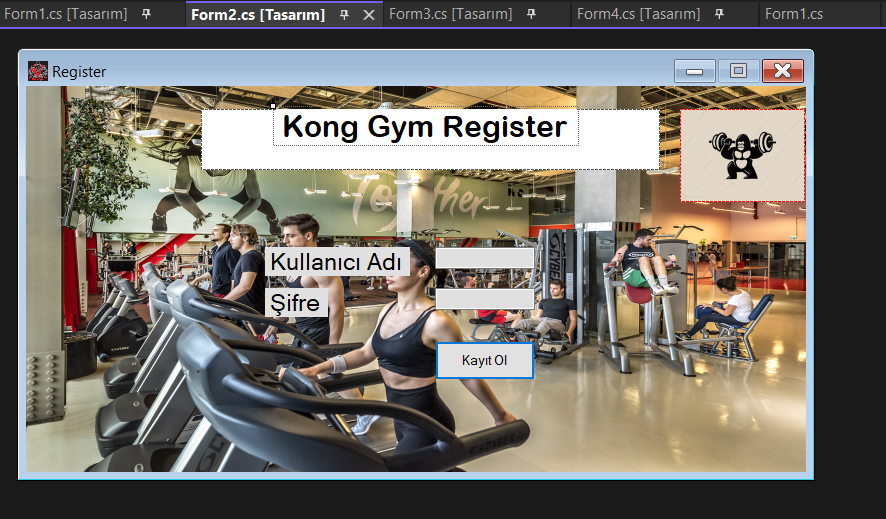 Form1.cs [Tasarım]
Form2.cs [Tasarım]
Form3.cs [Tasarım]
Form4.cs [Tasarım]
Form1.cs
Register
Kong Gym Register
Together
Kullanıcı Adı
Şifre
Kayıt Ol